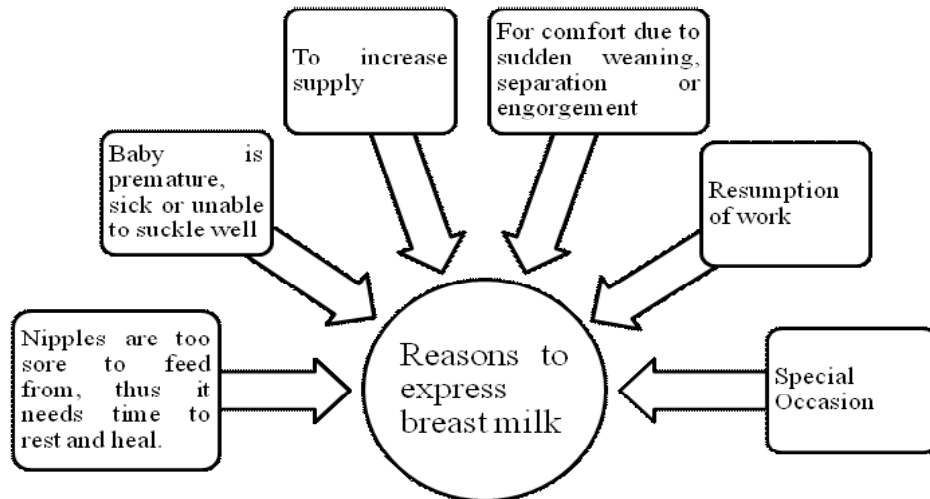 To increase
supply
For comfort due to
sudden weaning,
separation or
engorgement
Baby is
premature,
sick or unable
to suckle well
Resumption
of work
Nipples are too
sore to feed
from, thus it
needs time to
rest and heal.
Reasons to
express
breast milk
Special
Occasion